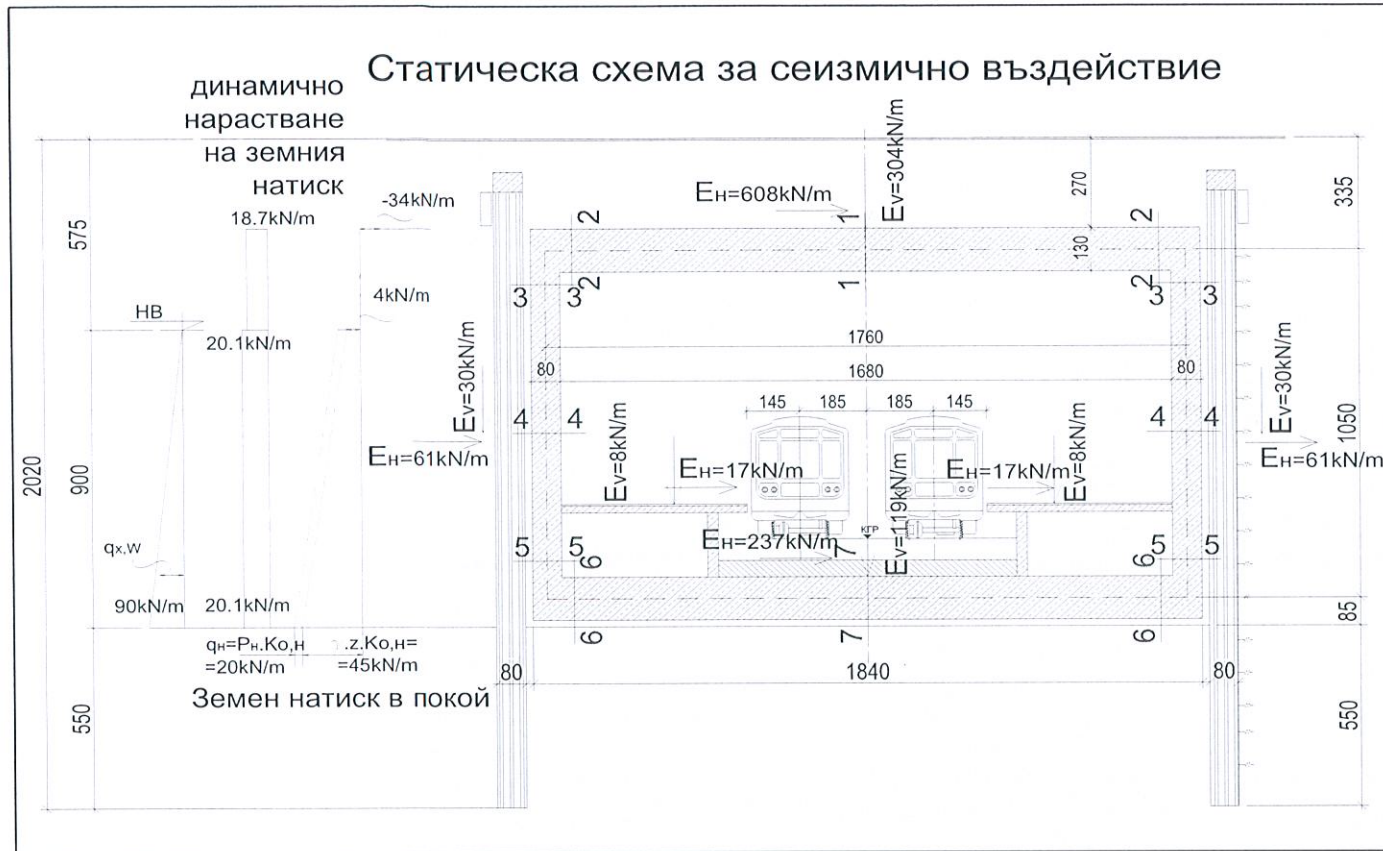 Статическа схема за сеизмично въздействие
динамично
нарастване
на земния
натиск
18.7kN/m
-34kN/m
4kN/m
НВ
20.1kN/m
qx,w
90kN/m
20.1kN/m
qн=Pн.Ko,н
=20kN/m
.z.Ko,н=
=45kN/m
Земен натиск в покой
2020
575
900
550
Eн=608kN/m
Ev=304kN/m
270
130
335
1050
85
550
1
1
2
2
2
2
3
3
3
3
4
4
4
4
5
5
5
5
6
6
6
6
7
7
1760
80
1680
80
145
185
185
145
Ev=30kN/m
Eн=61kN/m
Ev=8kN/m
Eн=17kN/m
Eн=17kN/m
Ev=8kN/m
Ev=30kN/m
Eн=61kN/m
КГР
Eн=237kN/m
Ev=119kN/m
80
1840
80